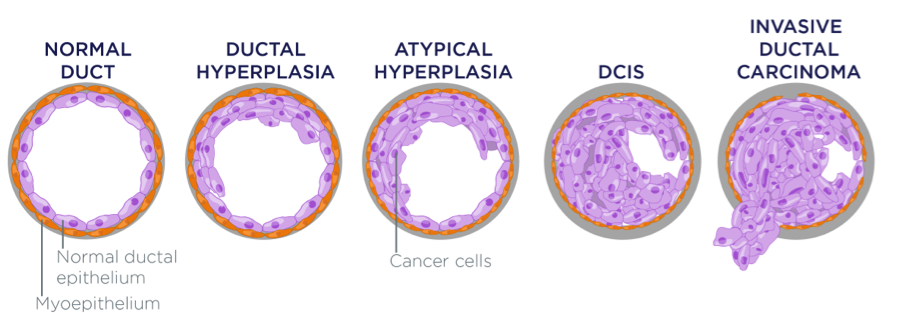 NORMAL
DUCT
DUCTAL
HYPERPLASIA
ATYPICAL
HYPERPLASIA
DCIS
INVASIVE
DUCTAL
CARCINOMA
Normal ductal
epithelium
Myoepithelium
Cancer cells